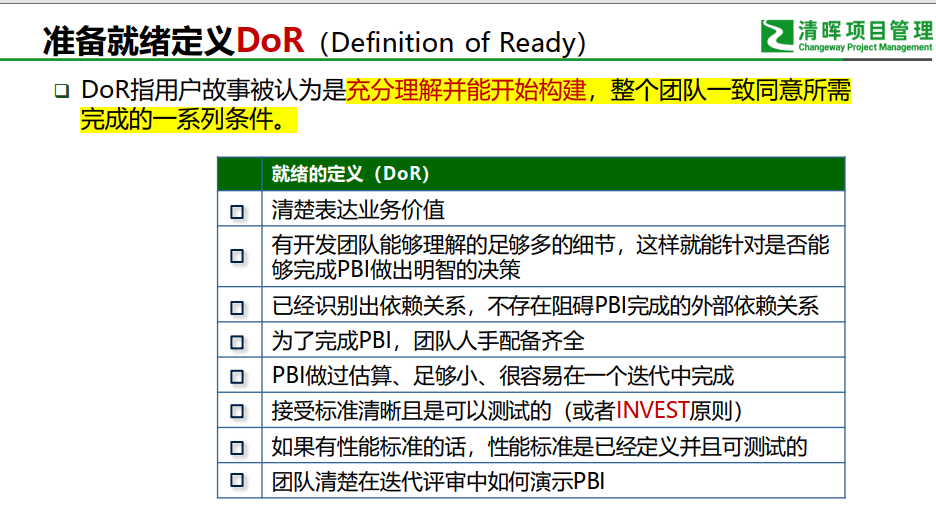 准备就绪定义DoR（Definition of Ready）
清晖项目管理
Changeway Project Management
DoR指用户故事被认为是充分理解并能开始构建，整个团队一致同意所需
完成的一系列条件。
就绪的定义（DoR）
清楚表达业务价值
有开发团队能够理解的足够多的细节，这样就能针对是否能
够完成PBI做出明智的决策
已经识别出依赖关系，不存在阻碍PBI完成的外部依赖关系
为了完成PBI，团队人手配备齐全
PBI做过估算、足够小、很容易在一个迭代中完成
接受标准清晰且是可以测试的（或者INVEST原则）
如果有性能标准的话，性能标准是已经定义并且可测试的
团队清楚在迭代评审中如何演示PBI